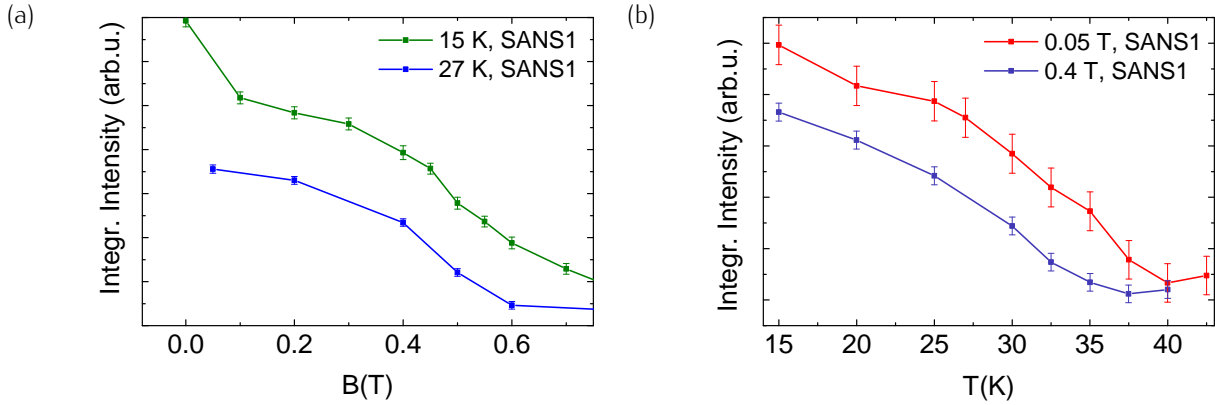 (a)
Integr. Intensity (arb.u.)
15 K, SANS1
27 K, SANS1
0.0 0.2 0.4 0.6
B(T)
(b)
Integr. Intensity (arb.u.)
0.05 T, SANS1
0.4 T, SANS1
15 20 25 30 35 40
T(K)